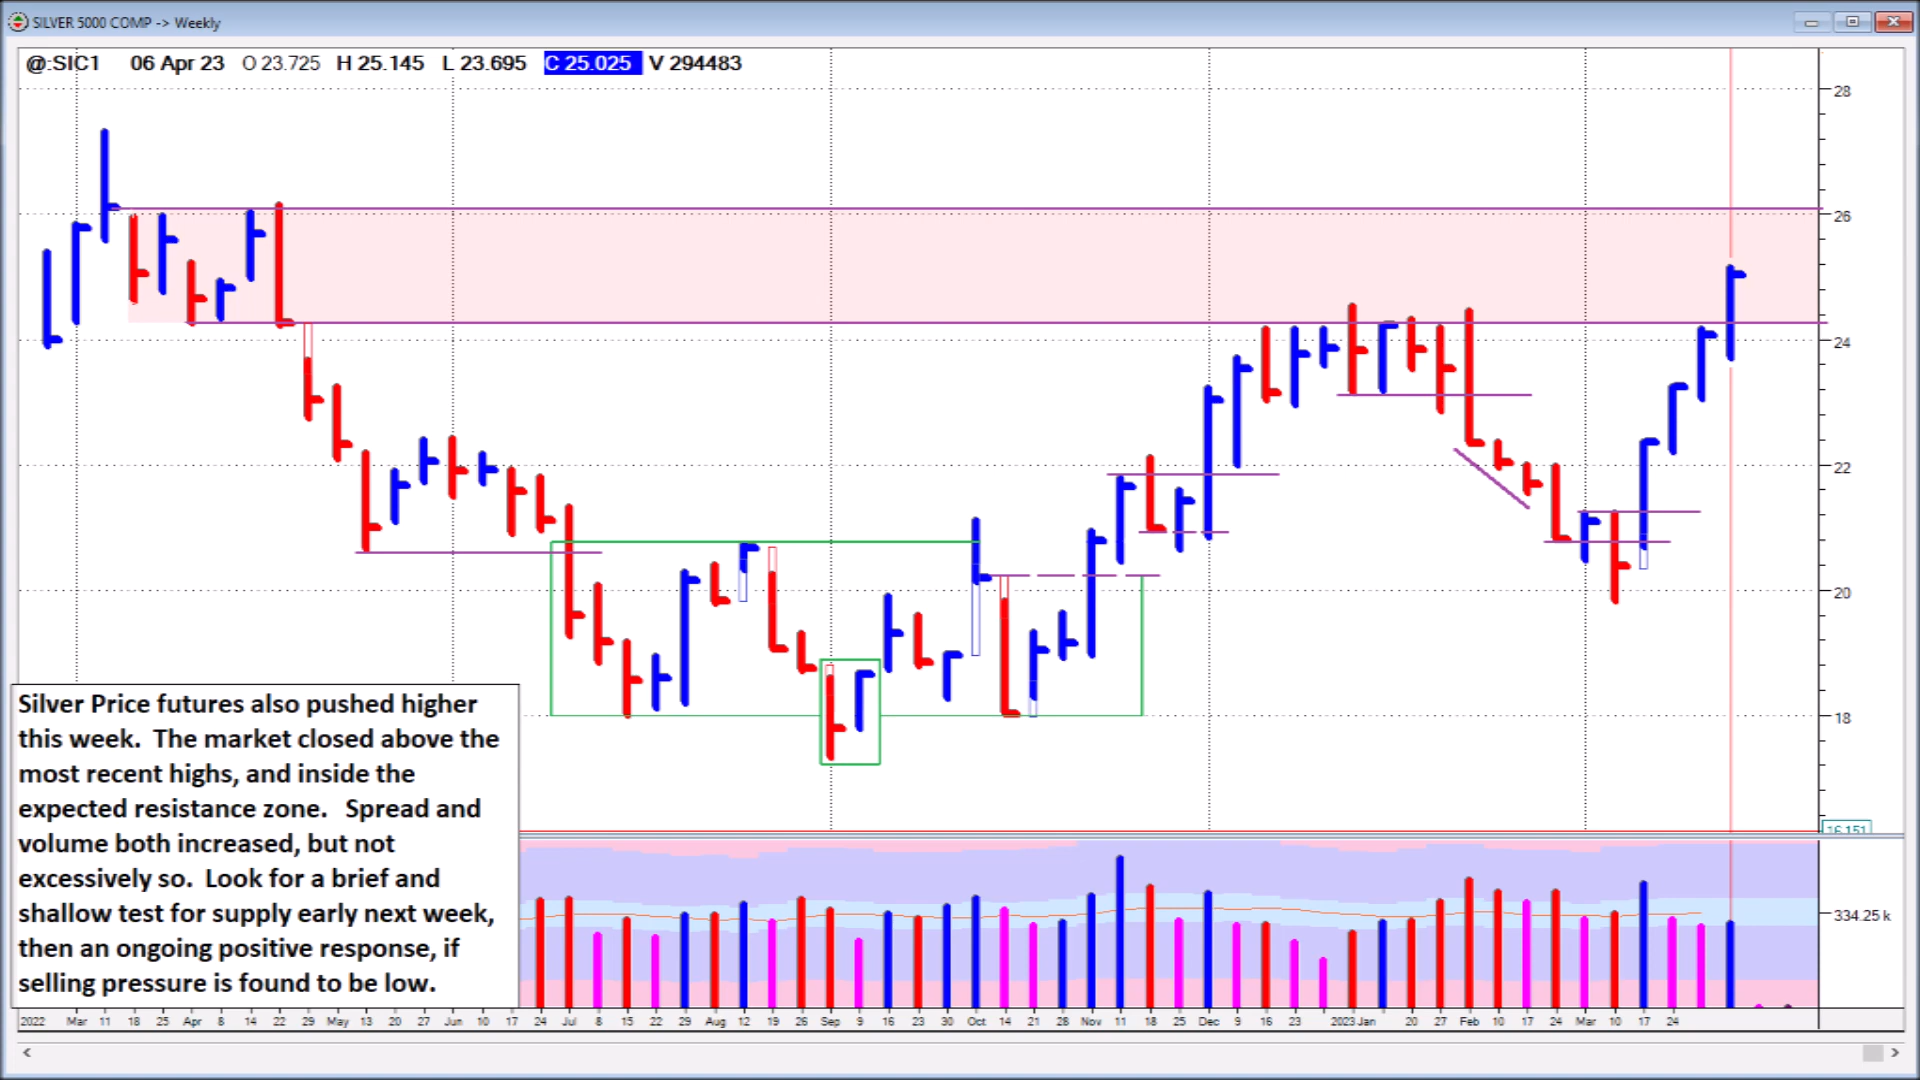 SILVER 5000 COMP -> Weekly
@:SIC1 06 Apr 23 O 23.725 H 25.145 L 23.695 C 25.025 V 294483
28
26
24
22
20
18
16.151
Silver Price futures also pushed higher
this week. The market closed above the
most recent highs, and inside the
expected resistance zone. Spread and
volume both increased, but not
excessively so. Look for a brief and
shallow test for supply early next week,
then an ongoing positive response, if
selling pressure is found to be low.
334.25 k
2022 Mar 11 18 25 Apr 8 14 22 29 May 13 20 27 Jun 10 17 24 Jul 8 15 22 29 Aug 12 19 26 Sep 9 16 23 30 Oct 14 21 28 Nov 11 18 25 Dec 9 16 23 2023 Jan 20 27 Feb 10 17 24 Mar 10 17 24